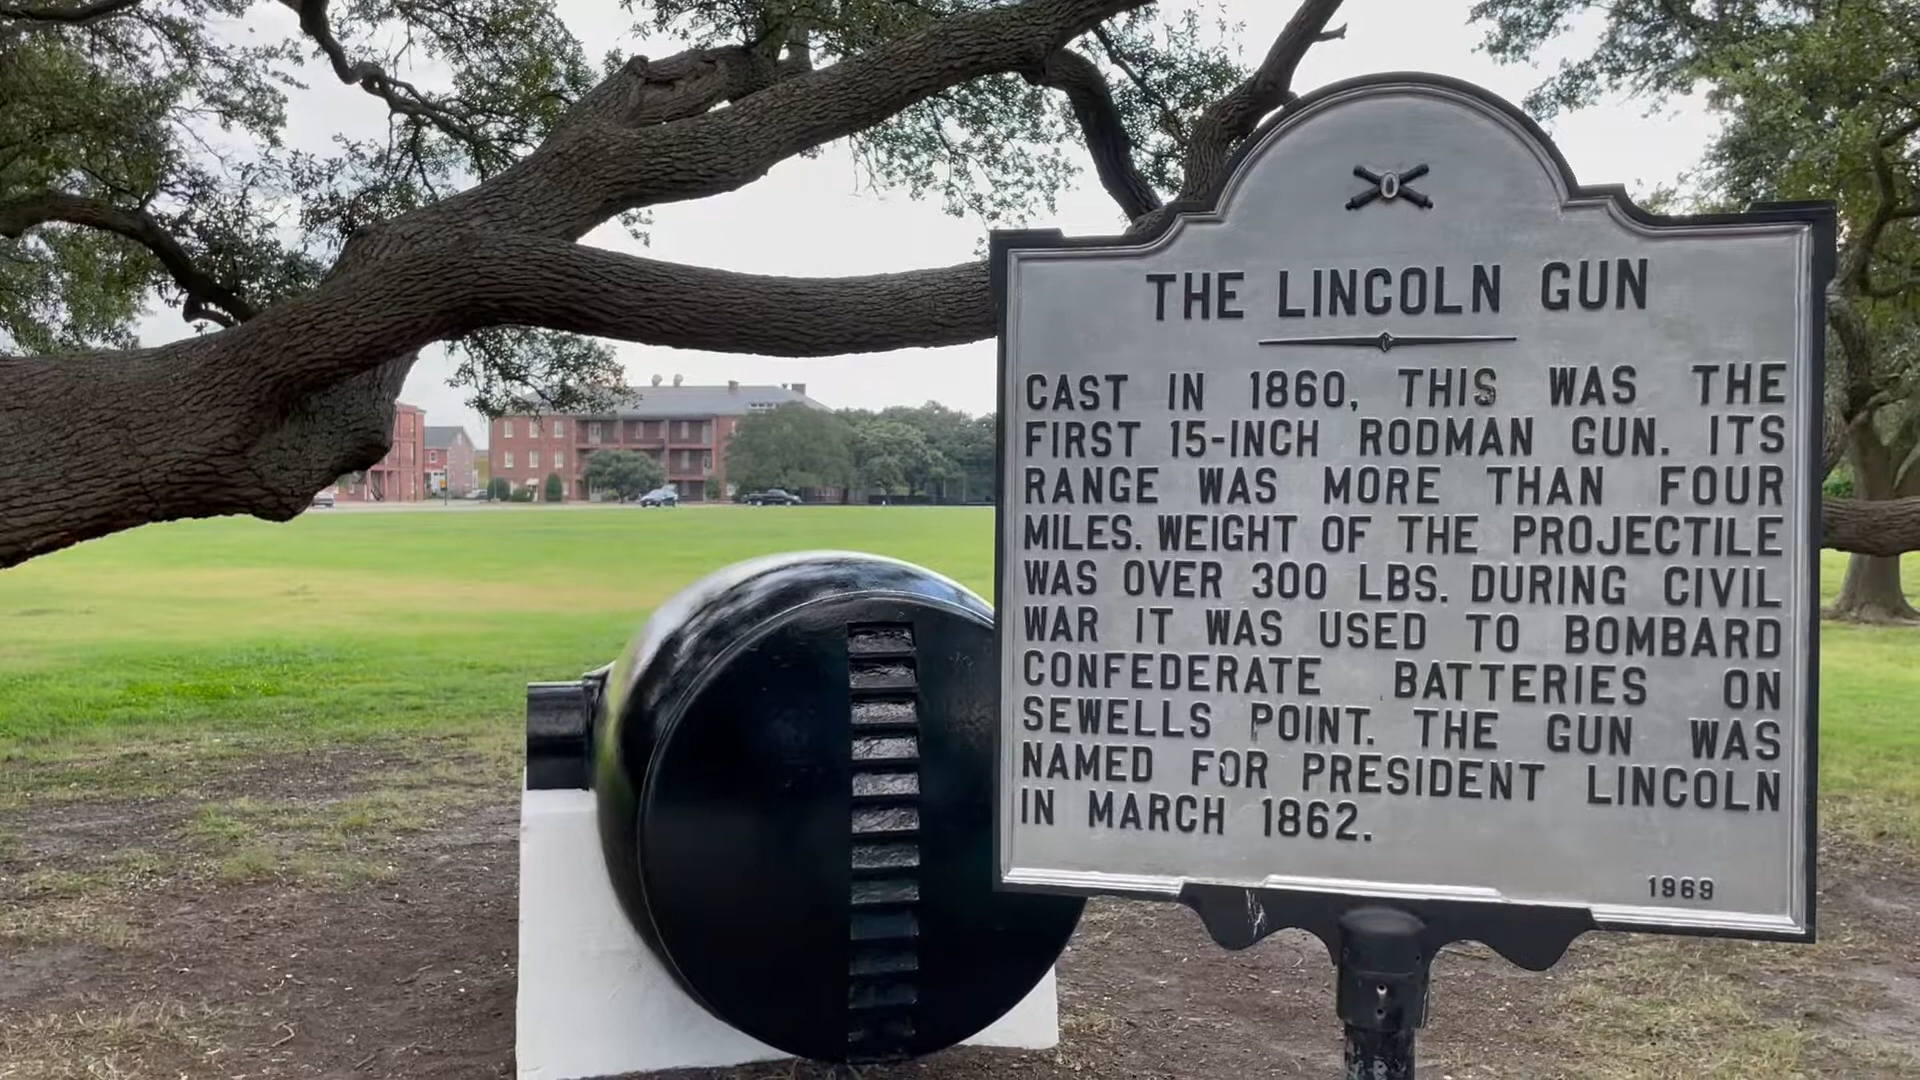 0
THE LINCOLN GUN
CAST IN 1860, THIS WAS THE
FIRST 15-INCH RODMAN GUN. ITS
RANGE WAS MORE THAN FOUR
MILES. WEIGHT OF THE PROJECTILE
WAS OVER 300 LBS. DURING CIVIL
WAR IT WAS USED TO BOMBARD
CONFEDERATE BATTERIES ON
SEWELLS POINT. THE GUN WAS
NAMED FOR PRESIDENT LINCOLN
IN MARCH 1862.
1969